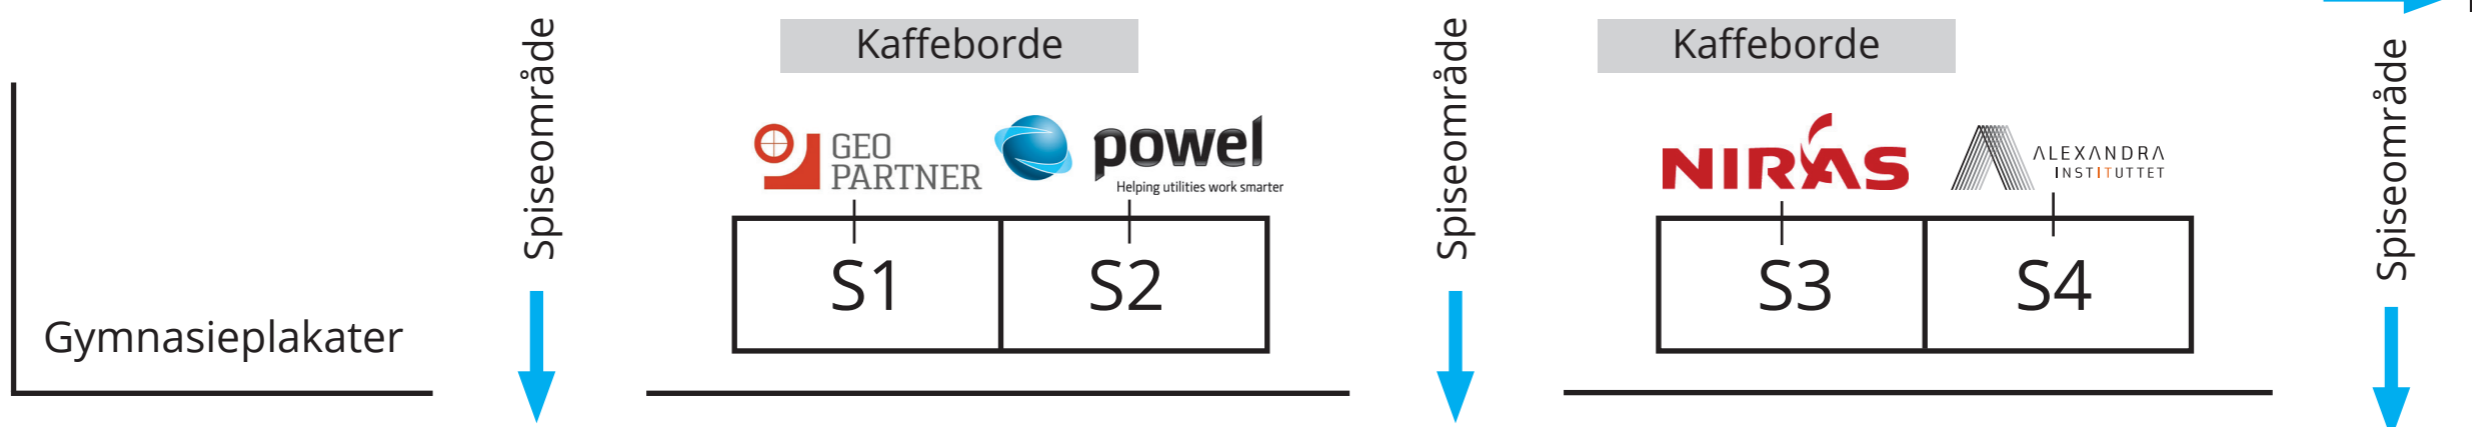 Spiseområde
Kaffeborde
Spiseområde
Kaffeborde
Spiseområde
GEO
PARTNER
powel
Helping utilities work smarter
NIRAS
ALEXANDRA
INSTITUTTET
S1
S2
S3
S4
Gymnasieplakater